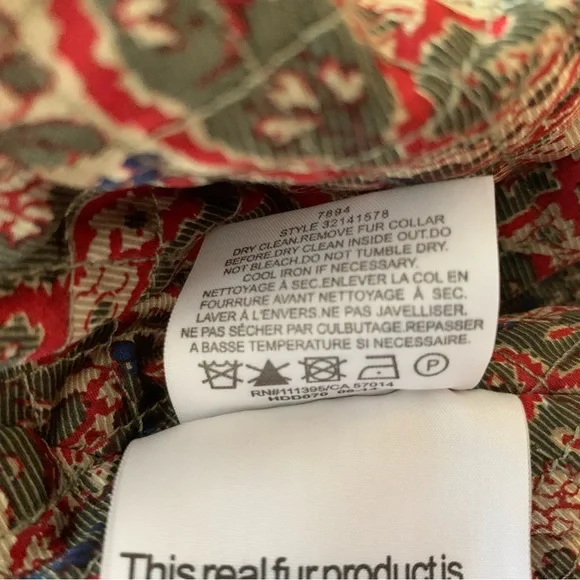 7894
STYLE 32141578
DRY CLEAN.REMOVE FUR COLLAR
BEFORE.DRY CLEAN INSIDE OUT.DO
NOT BLEACH.DO NOT TUMBLE DRY.
COOL IRON IF NECESSARY.
NETTOYAGE À SEC.ENLEVER LA COL EN
FOURRURE AVANT NETTOYAGE À SEC.
LAVER À L'ENVERS.NE PAS JAVELLISER.
NE PAS SÉCHER PAR CULBUTAGE.REPASSER
A BASSE TEMPERATURE SI NECESSAIRE.
P
RN#111395/CA 57014
This real fur product is